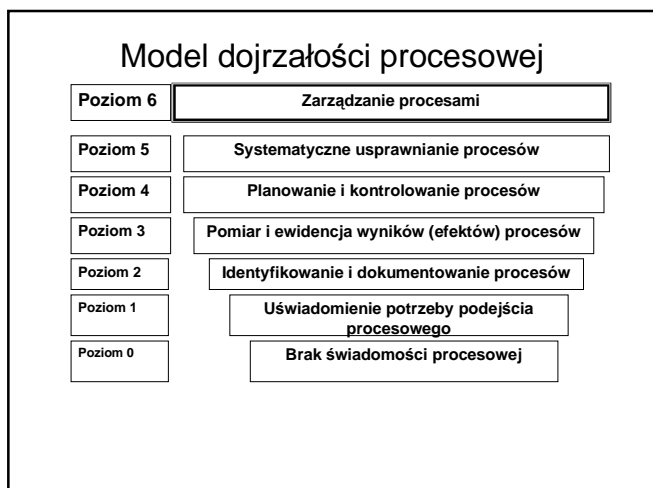 Model dojrzałości procesowej
Poziom 6 Zarządzanie procesami
Poziom 5 Systematyczne usprawnianie procesów
Poziom 4 Planowanie i kontrolowanie procesów
Poziom 3 Pomiar i ewidencja wyników (efektów) procesów
Poziom 2 Identyfikowanie i dokumentowanie procesów
Poziom 1 Uświadomienie potrzeby podejścia
procesowego
Poziom 0 Brak świadomości procesowej